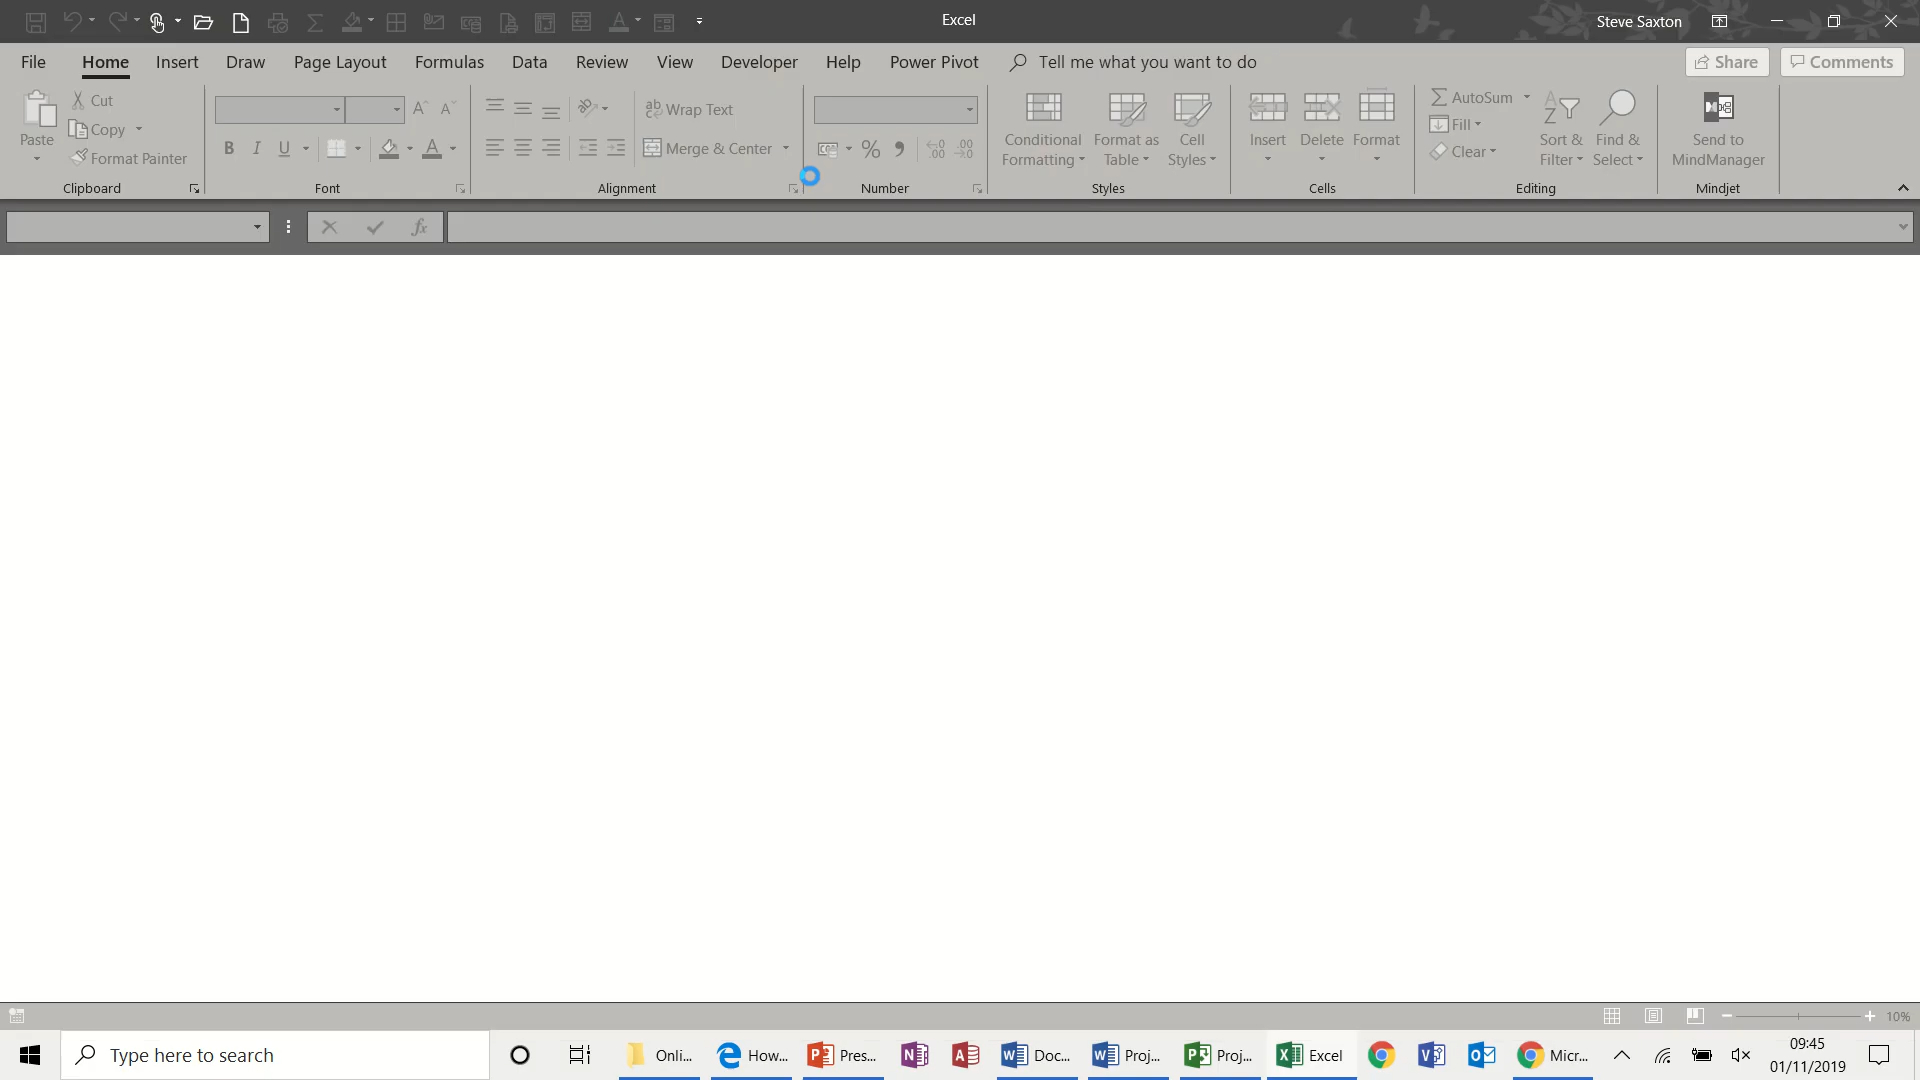 Excel
Steve Saxton
File Home Insert Draw Page Layout Formulas Data Review View Developer Help Power Pivot Tell me what you want to do Share Comments
Paste
Cut
Copy
Format Painter
Clipboard
B I U
Font
Wrap Text
Merge & Center
Alignment
Number
Conditional Formatting
Format as Table
Cell Styles
Styles
Insert
Delete
Format
Cells
AutoSum
Fill
Clear
Sort & Filter
Find & Select
Editing
Send to MindManager
Mindjet
fx
10%
Type here to search
Onli...
How...
Pres...
Doc...
Proj...
Proj...
Excel
Micr...
09:45
01/11/2019